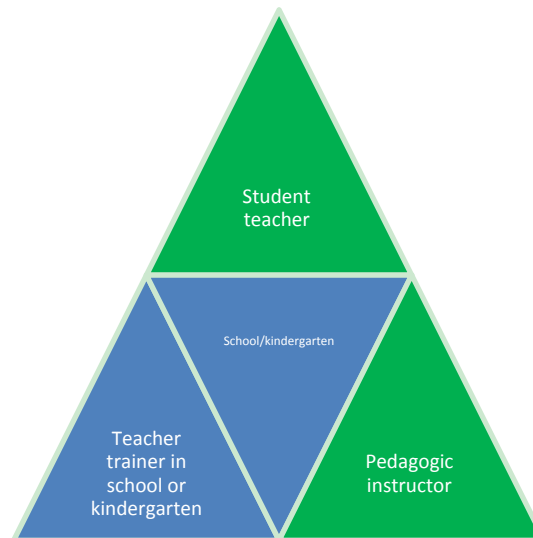 Student
teacher
School/kindergarten
Teacher
trainer in
school or
kindergarten
Pedagogic
instructor